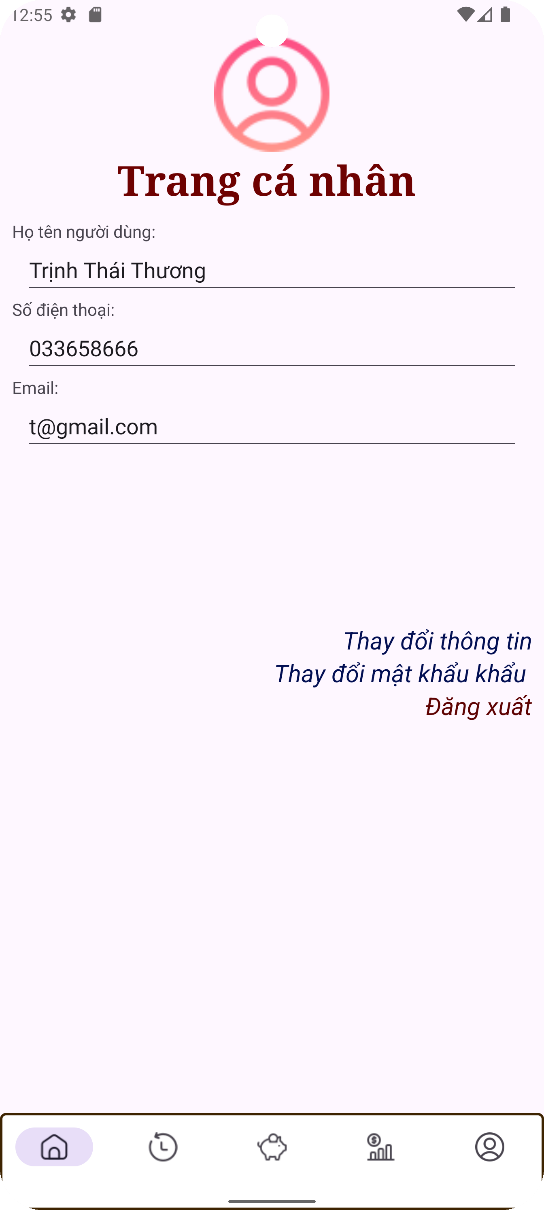 12:55
Trang cá nhân
Họ tên người dùng:
Trịnh Thái Thương
Số điện thoại:
033658666
Email:
t@gmail.com
Thay đổi thông tin
Thay đổi mật khẩu khẩu
Đăng xuất